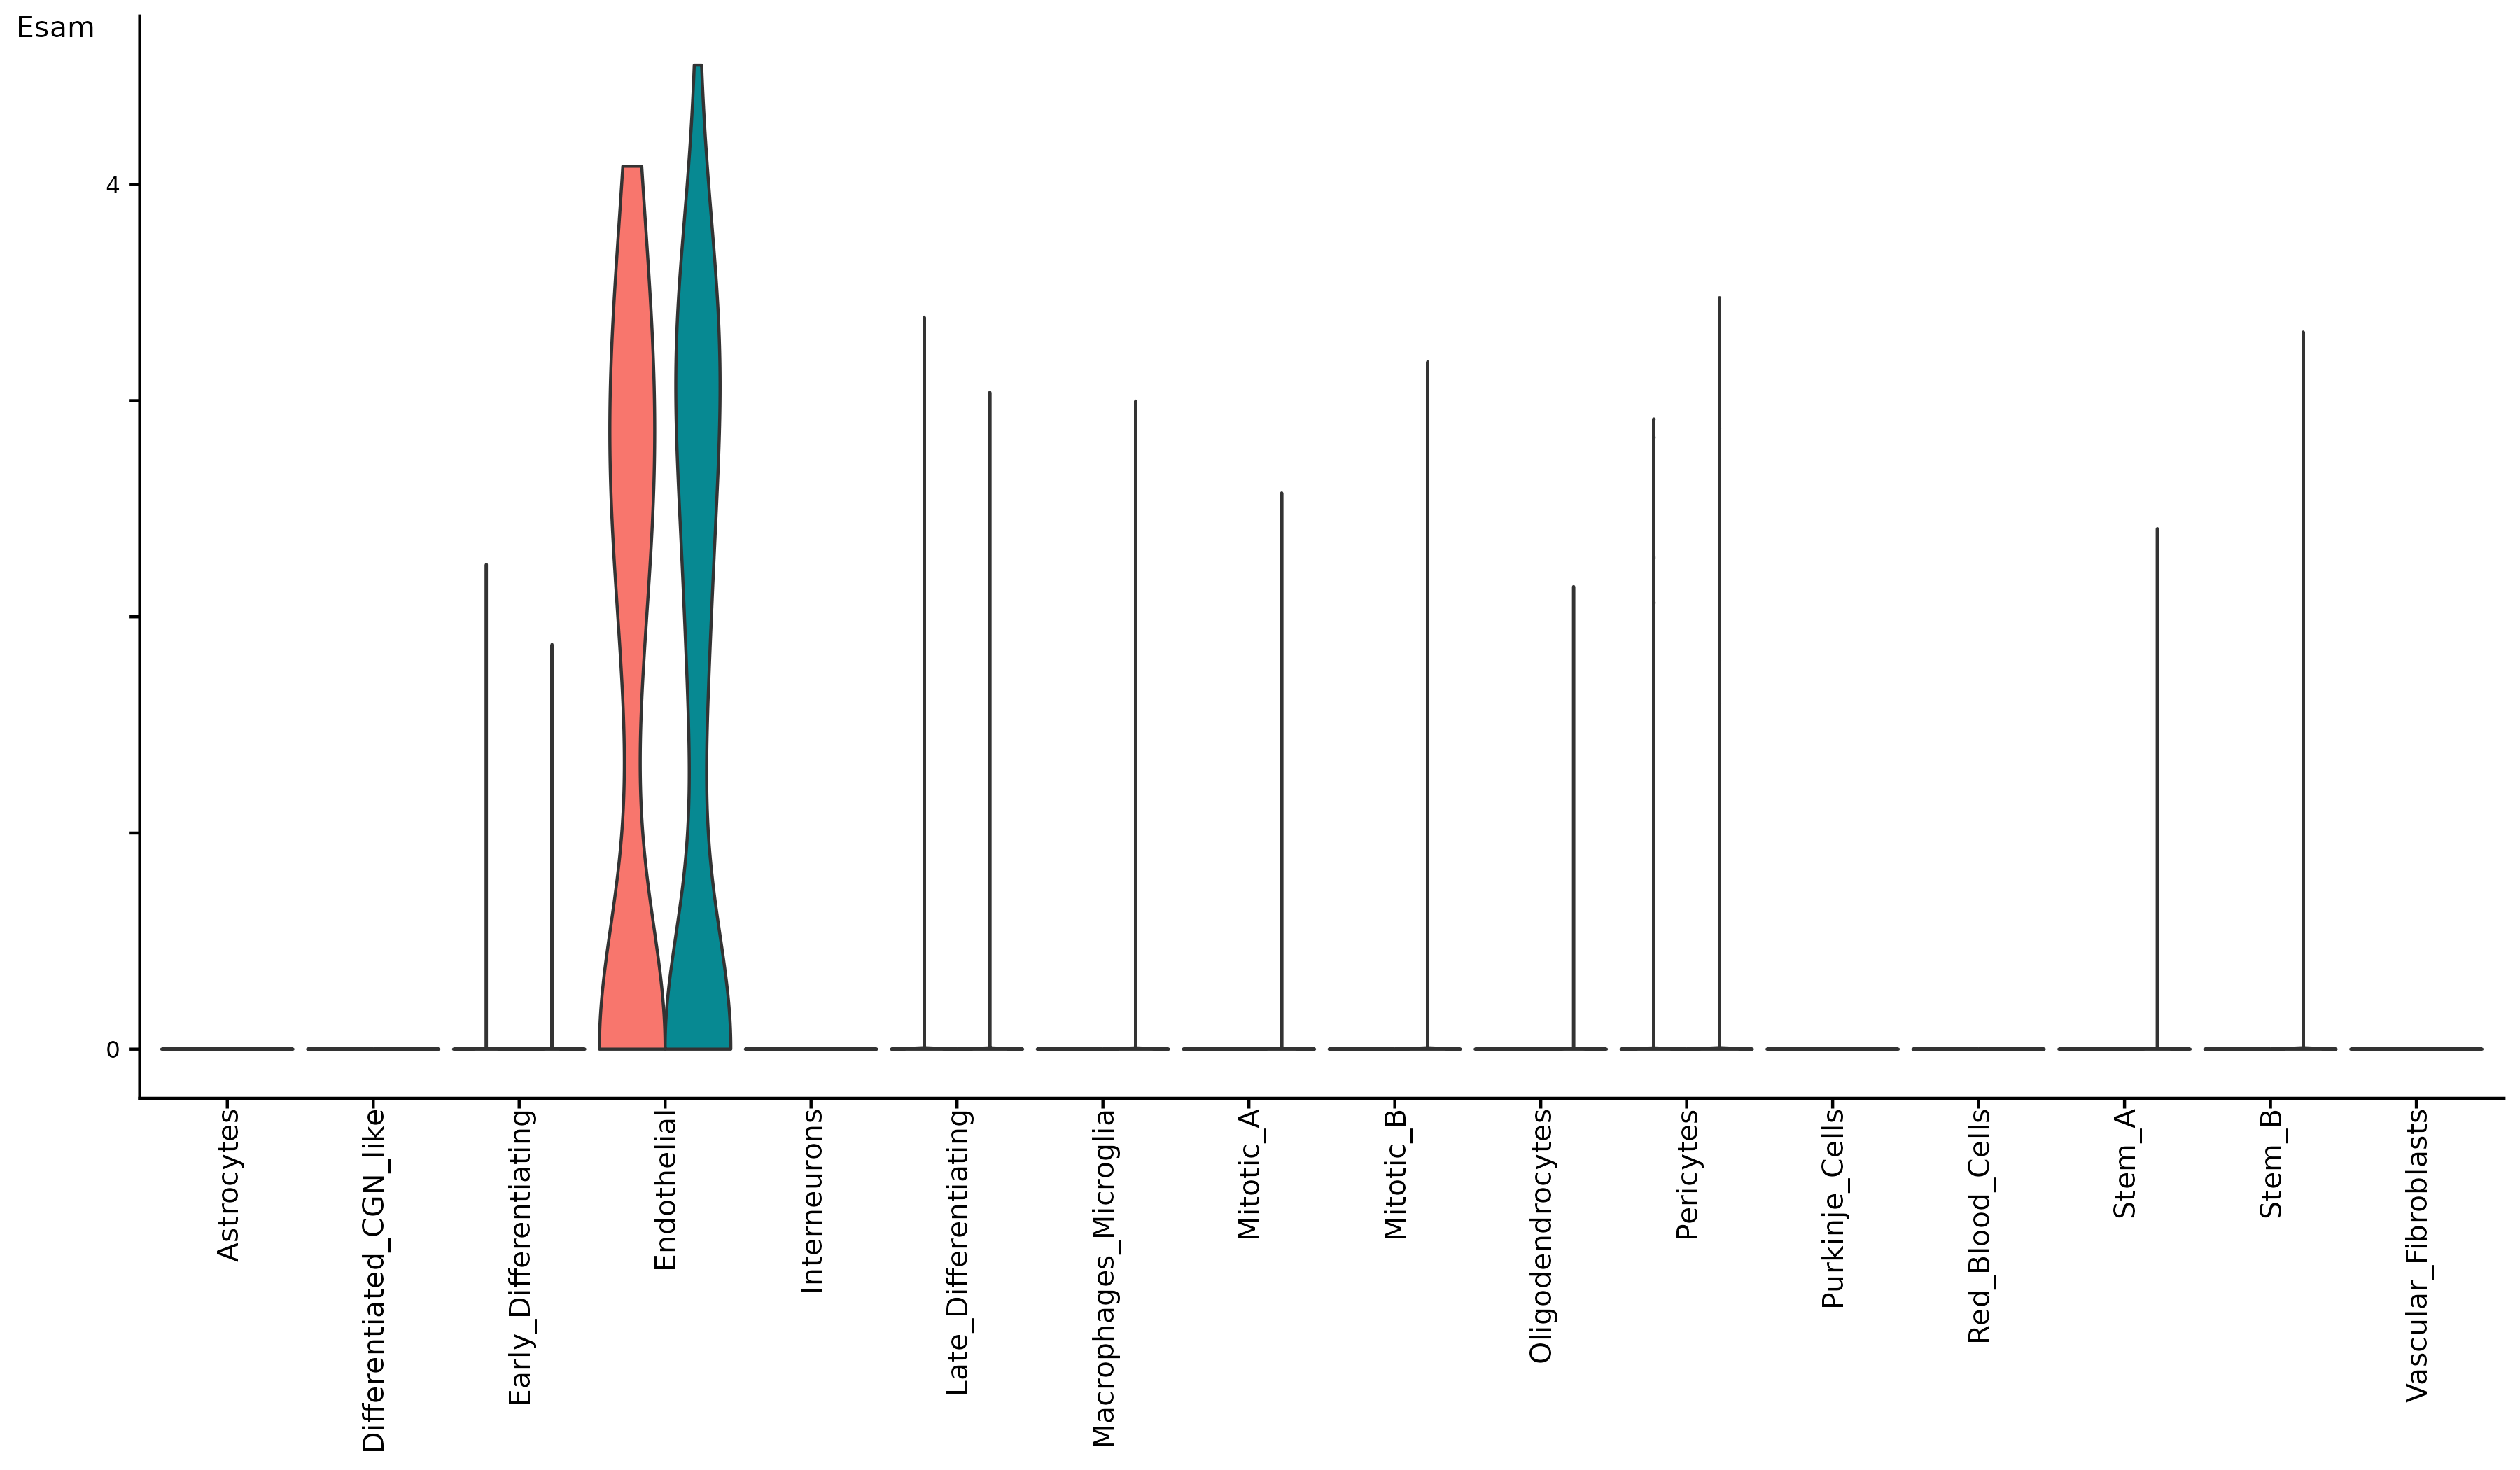 Esam
4
0
Astrocytes
Differentiated_CGN_like
Early_Differentiating
Endothelial
Interneurons
Late_Differentiating
Macrophages_Microglia
Mitotic_A
Mitotic_B
Oligodendrocytes
Pericytes
Purkinje_Cells
Red_Blood_Cells
Stem_A
Stem_B
Vascular_Fibroblasts